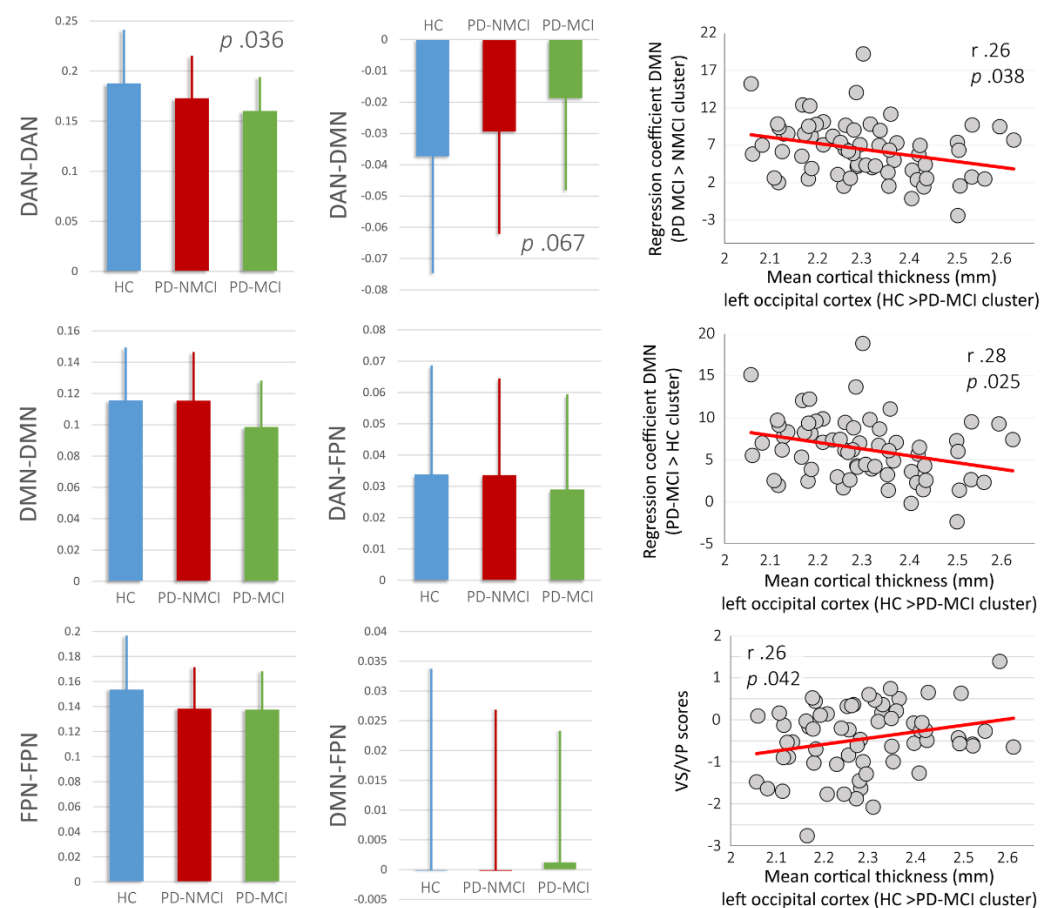 DAN-DAN
0.25
0.2
0.15
0.1
0.05
0
p .036
HC PD-NMCI PD-MCI
DAN-DMN
HC PD-NMCI PD-MCI
0
-0.01
-0.02
-0.03
-0.04
-0.05
-0.06
-0.07
-0.08
p .067
Regression coefficient DMN
(PD MCI > NMCI cluster)
22
17
12
7
2
-3
r .26
p .038
2 2.1 2.2 2.3 2.4 2.5 2.6
Mean cortical thickness (mm)
left occipital cortex (HC >PD-MCI cluster)
DMN-DMN
0.16
0.14
0.12
0.1
0.08
0.06
0.04
0.02
0
HC PD-NMCI PD-MCI
DAN-FPN
0.08
0.07
0.06
0.05
0.04
0.03
0.02
0.01
0
HC PD-NMCI PD-MCI
Regression coefficient DMN
(PD-MCI > HC cluster)
20
15
10
5
0
-5
r .28
p .025
2 2.1 2.2 2.3 2.4 2.5 2.6
Mean cortical thickness (mm)
left occipital cortex (HC >PD-MCI cluster)
FPN-FPN
0.2
0.18
0.16
0.14
0.12
0.1
0.08
0.06
0.04
0.02
0
HC PD-NMCI PD-MCI
DMN-FPN
0.04
0.035
0.03
0.025
0.02
0.015
0.01
0.005
0
-0.005
HC PD-NMCI PD-MCI
VS/VP scores
2
1
0
-1
-2
-3
r .26
p .042
2 2.1 2.2 2.3 2.4 2.5 2.6
Mean cortical thickness (mm)
left occipital cortex (HC >PD-MCI cluster)